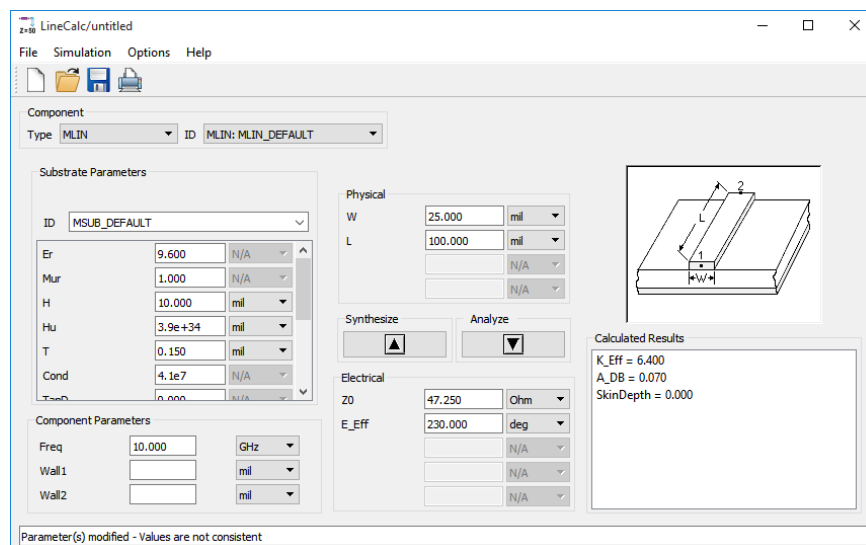 Z=50 LineCalc/untitled
File Simulation Options Help
Component
Type MLIN ID MLIN: MLIN_DEFAULT
Substrate Parameters
ID MSUB_DEFAULT
Er 9.600 N/A
Mur 1.000 N/A
H 10.000 mil
Hu 3.9e+34 mil
T 0.150 mil
Cond 4.1e7 N/A
TanD 0.000 N/A
Component Parameters
Freq 10.000 GHz
Wall1 mil
Wall2 mil
Physical
W 25.000 mil
L 100.000 mil
N/A
N/A
Synthesize Analyze
Electrical
Z0 47.250 Ohm
E_Eff 230.000 deg
N/A
N/A
N/A
2
L
1
W
Calculated Results
K_Eff = 6.400
A_DB = 0.070
SkinDepth = 0.000
Parameter(s) modified - Values are not consistent